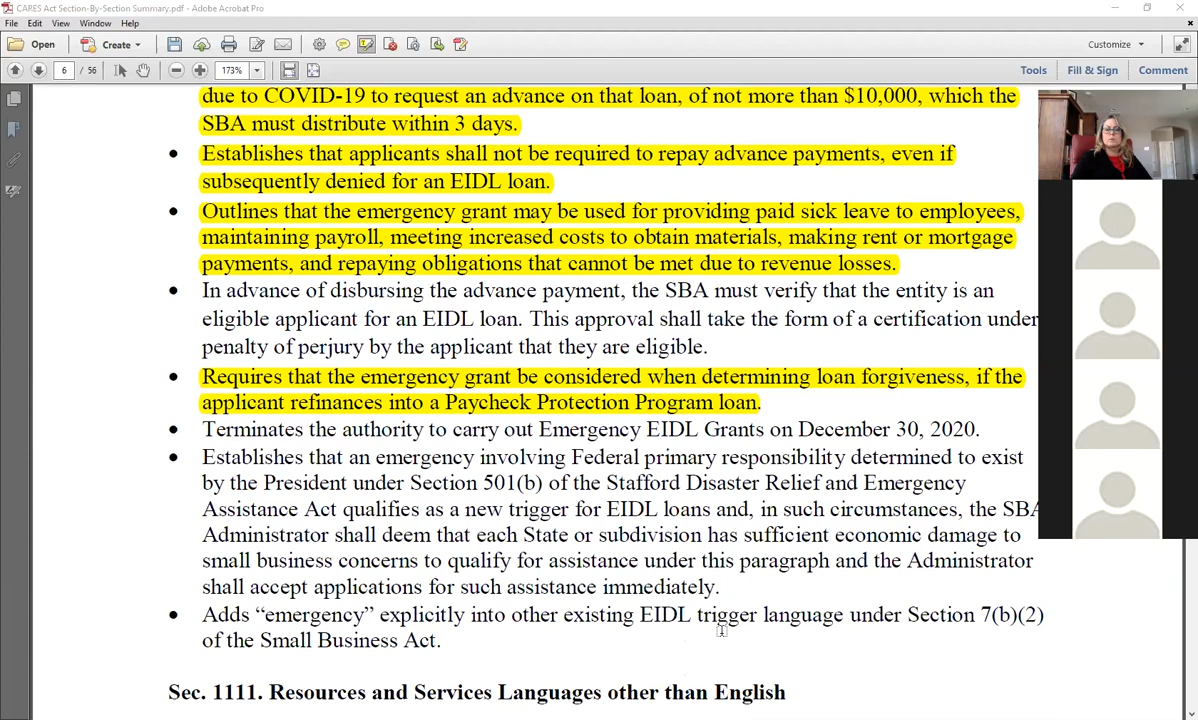 CARES Act Section-By-Section Summary.pdf - Adobe Acrobat Pro
File Edit View Window Help
Open Create Customize
6 / 56 173% Tools Fill & Sign Comment
due to COVID-19 to request an advance on that loan, of not more than $10,000, which the
SBA must distribute within 3 days.
• Establishes that applicants shall not be required to repay advance payments, even if
subsequently denied for an EIDL loan.
• Outlines that the emergency grant may be used for providing paid sick leave to employees,
maintaining payroll, meeting increased costs to obtain materials, making rent or mortgage
payments, and repaying obligations that cannot be met due to revenue losses.
• In advance of disbursing the advance payment, the SBA must verify that the entity is an
eligible applicant for an EIDL loan. This approval shall take the form of a certification under
penalty of perjury by the applicant that they are eligible.
• Requires that the emergency grant be considered when determining loan forgiveness, if the
applicant refinances into a Paycheck Protection Program loan.
• Terminates the authority to carry out Emergency EIDL Grants on December 30, 2020.
• Establishes that an emergency involving Federal primary responsibility determined to exist
by the President under Section 501(b) of the Stafford Disaster Relief and Emergency
Assistance Act qualifies as a new trigger for EIDL loans and, in such circumstances, the SBA
Administrator shall deem that each State or subdivision has sufficient economic damage to
small business concerns to qualify for assistance under this paragraph and the Administrator
shall accept applications for such assistance immediately.
• Adds “emergency” explicitly into other existing EIDL trigger language under Section 7(b)(2)
of the Small Business Act.
Sec. 1111. Resources and Services Languages other than English